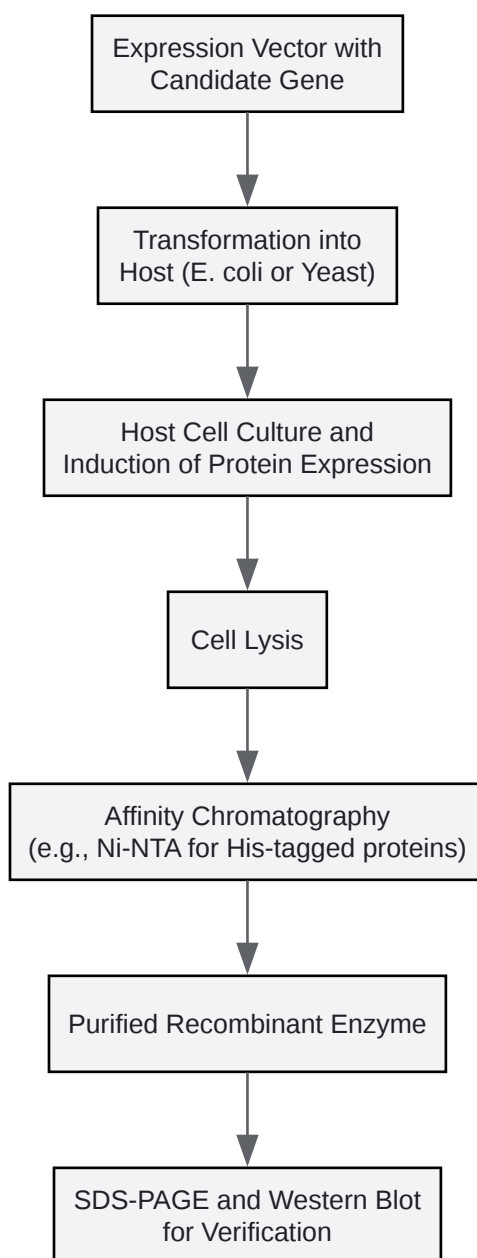 Expression Vector with
Candidate Gene
Transformation into
Host (E. coli or Yeast)
Host Cell Culture and
Induction of Protein Expression
Cell Lysis
Affinity Chromatography
(e.g., Ni-NTA for His-tagged proteins)
Purified Recombinant Enzyme
SDS-PAGE and Western Blot
for Verification